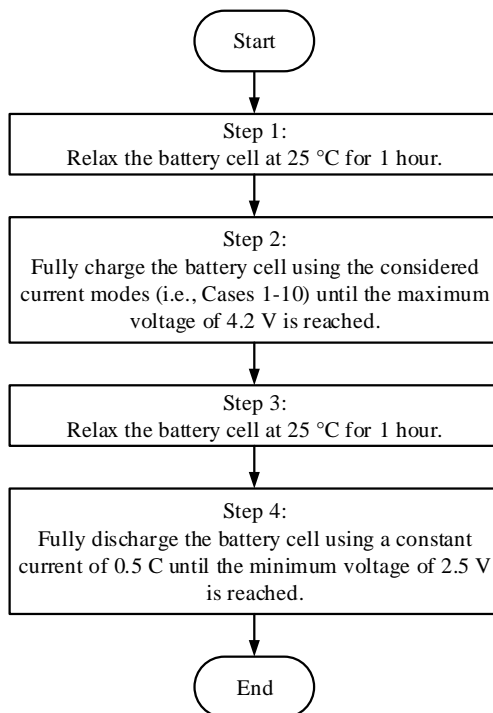 Start
Step 1:
Relax the battery cell at 25 °C for 1 hour.
Step 2:
Fully charge the battery cell using the considered
current modes (i.e., Cases 1-10) until the maximum
voltage of 4.2 V is reached.
Step 3:
Relax the battery cell at 25 °C for 1 hour.
Step 4:
Fully discharge the battery cell using a constant
current of 0.5 C until the minimum voltage of 2.5 V
is reached.
End